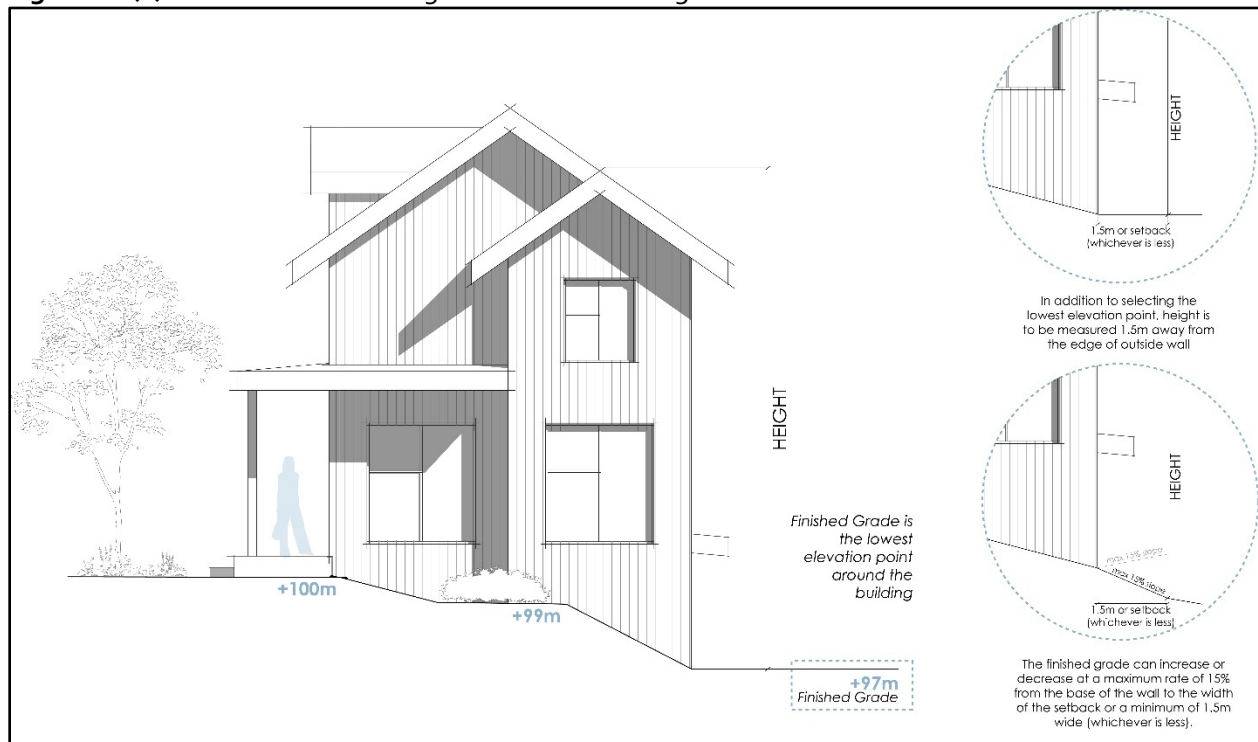 HEIGHT
+100m
+99m
Finished Grade is
the lowest
elevation point
around the
building
+97m
Finished Grade
HEIGHT
1.5m or setback
(whichever is less)
In addition to selecting the
lowest elevation point, height is
to be measured 1.5m away from
the edge of outside wall
HEIGHT
max 15% slope
max 15% slope
1.5m or setback
(whichever is less)
The finished grade can increase or
decrease at a maximum rate of 15%
from the base of the wall to the width
of the setback or a minimum of 1.5m
wide (whichever is less).